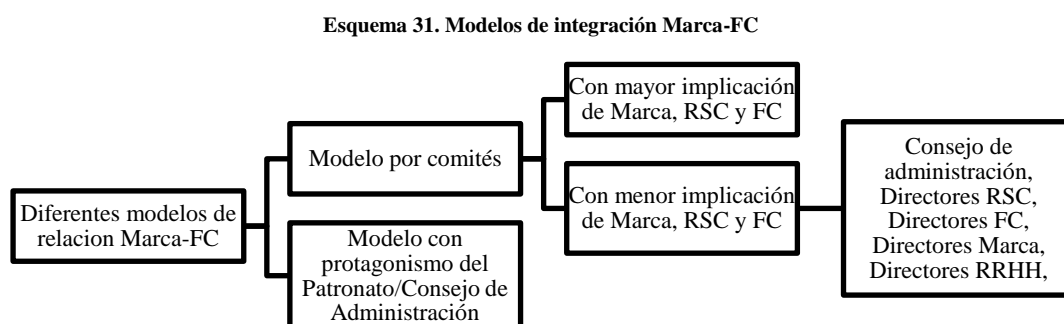 Esquema 31. Modelos de integración Marca-FC
Diferentes modelos de
relacion Marca-FC
Modelo por comités
Con mayor implicación
de Marca, RSC y FC
Con menor implicación
de Marca, RSC y FC
Consejo de
administración,
Directores RSC,
Directores FC,
Directores Marca,
Directores RRHH,
Modelo con
protagonismo del
Patronato/Consejo de
Administración